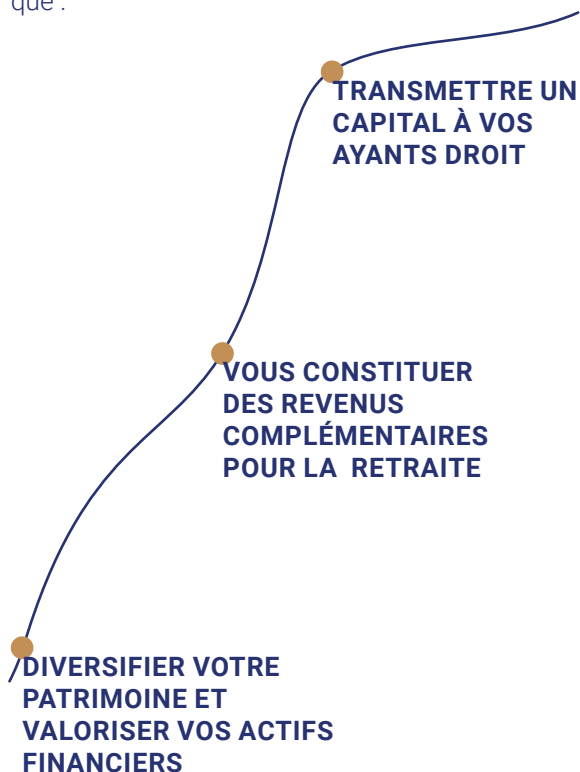 que :
TRANSMETTRE UN
CAPITAL À VOS
AYANTS DROIT
VOUS CONSTITUER
DES REVENUS
COMPLÉMENTAIRES
POUR LA RETRAITE
DIVERSIFIER VOTRE
PATRIMOINE ET
VALORISER VOS ACTIFS
FINANCIERS